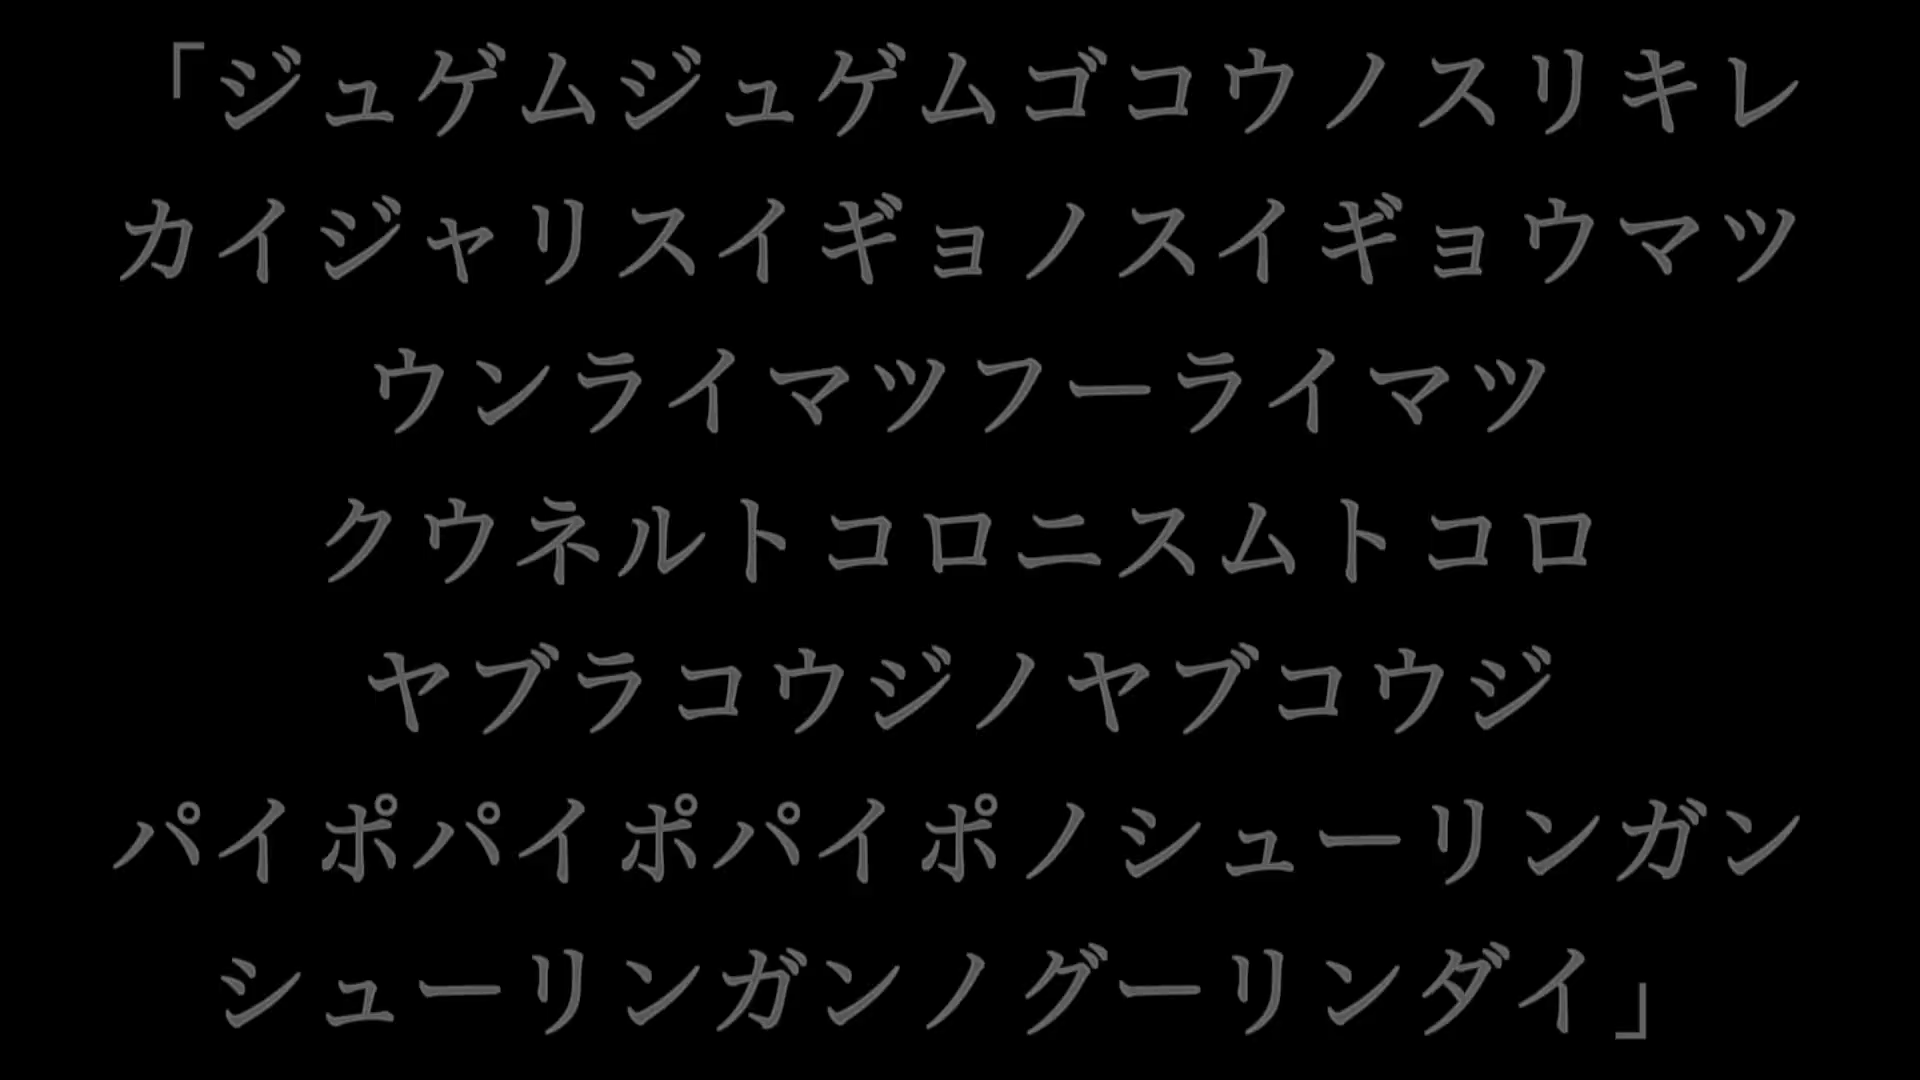 「ジュゲムジュゲムゴコウノスリキレ
カイジャリスイギョノスイギョウマツ
ウンライマツフーライマツ
クウネルトコロニスムトコロ
ヤブラコウジノヤブコウジ
パイポパイポパイポノシューリンガン
シューリンガンノグーリンダイ」